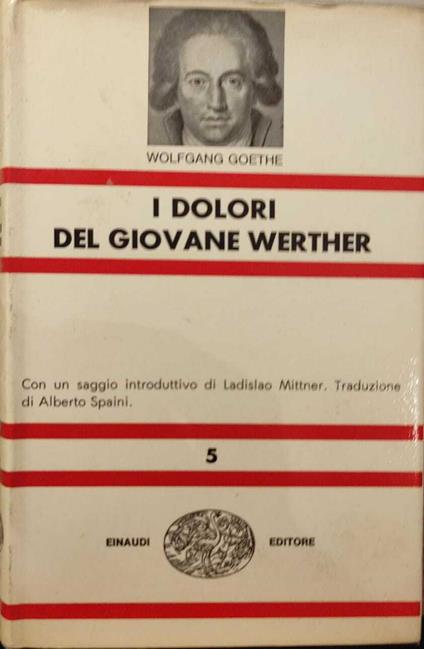 WOLFGANG GOETHE
I DOLORI
DEL GIOVANE WERTHER
Con un saggio introduttivo di Ladislao Mittner. Traduzione
di Alberto Spaini.
5
EINAUDI EDITORE